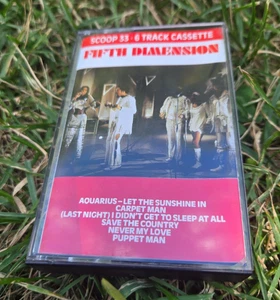 SCOOP 33 · 6 TRACK CASSETTE
FIFTH DIMENSION
AQUARIUS – LET THE SUNSHINE IN
CARPET MAN
(LAST NIGHT) I DIDN'T GET TO SLEEP AT ALL
SAVE THE COUNTRY
NEVER MY LOVE
PUPPET MAN